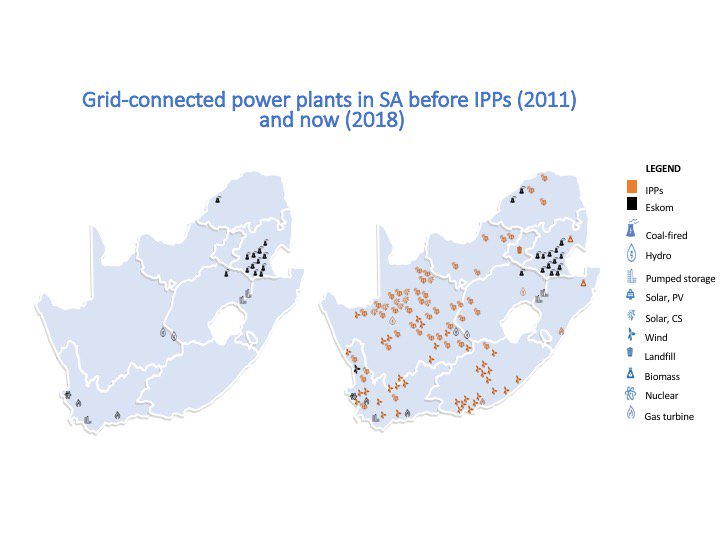 Grid-connected power plants in SA before IPPs (2011)
and now (2018)
LEGEND
IPPs
Eskom
Coal-fired
Hydro
Pumped storage
Solar, PV
Solar, CS
Wind
Landfill
Biomass
Nuclear
Gas turbine